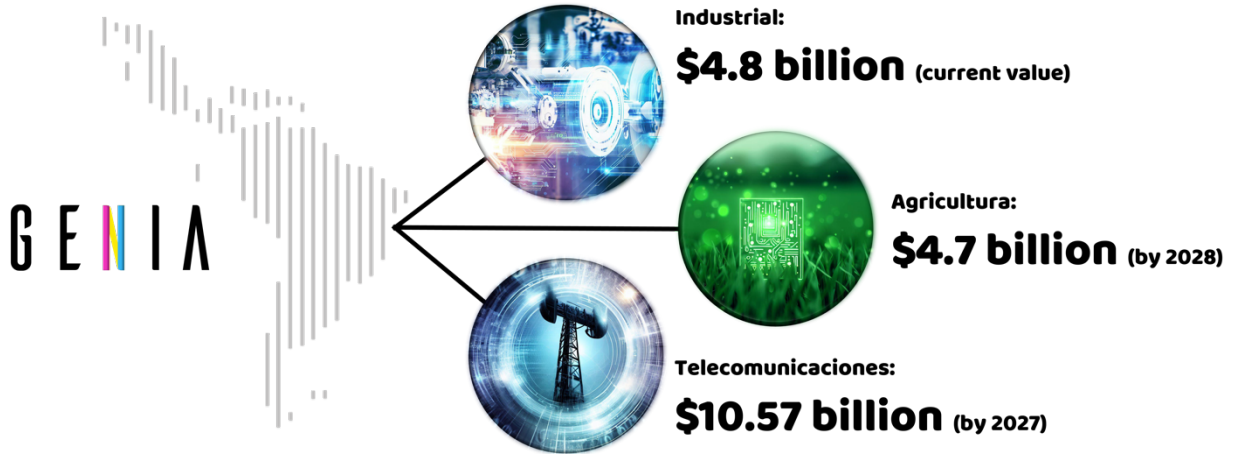 GENIA
Industrial:
$4.8 billion (current value)
Agricultura:
$4.7 billion (by 2028)
Telecomunicaciones:
$10.57 billion (by 2027)